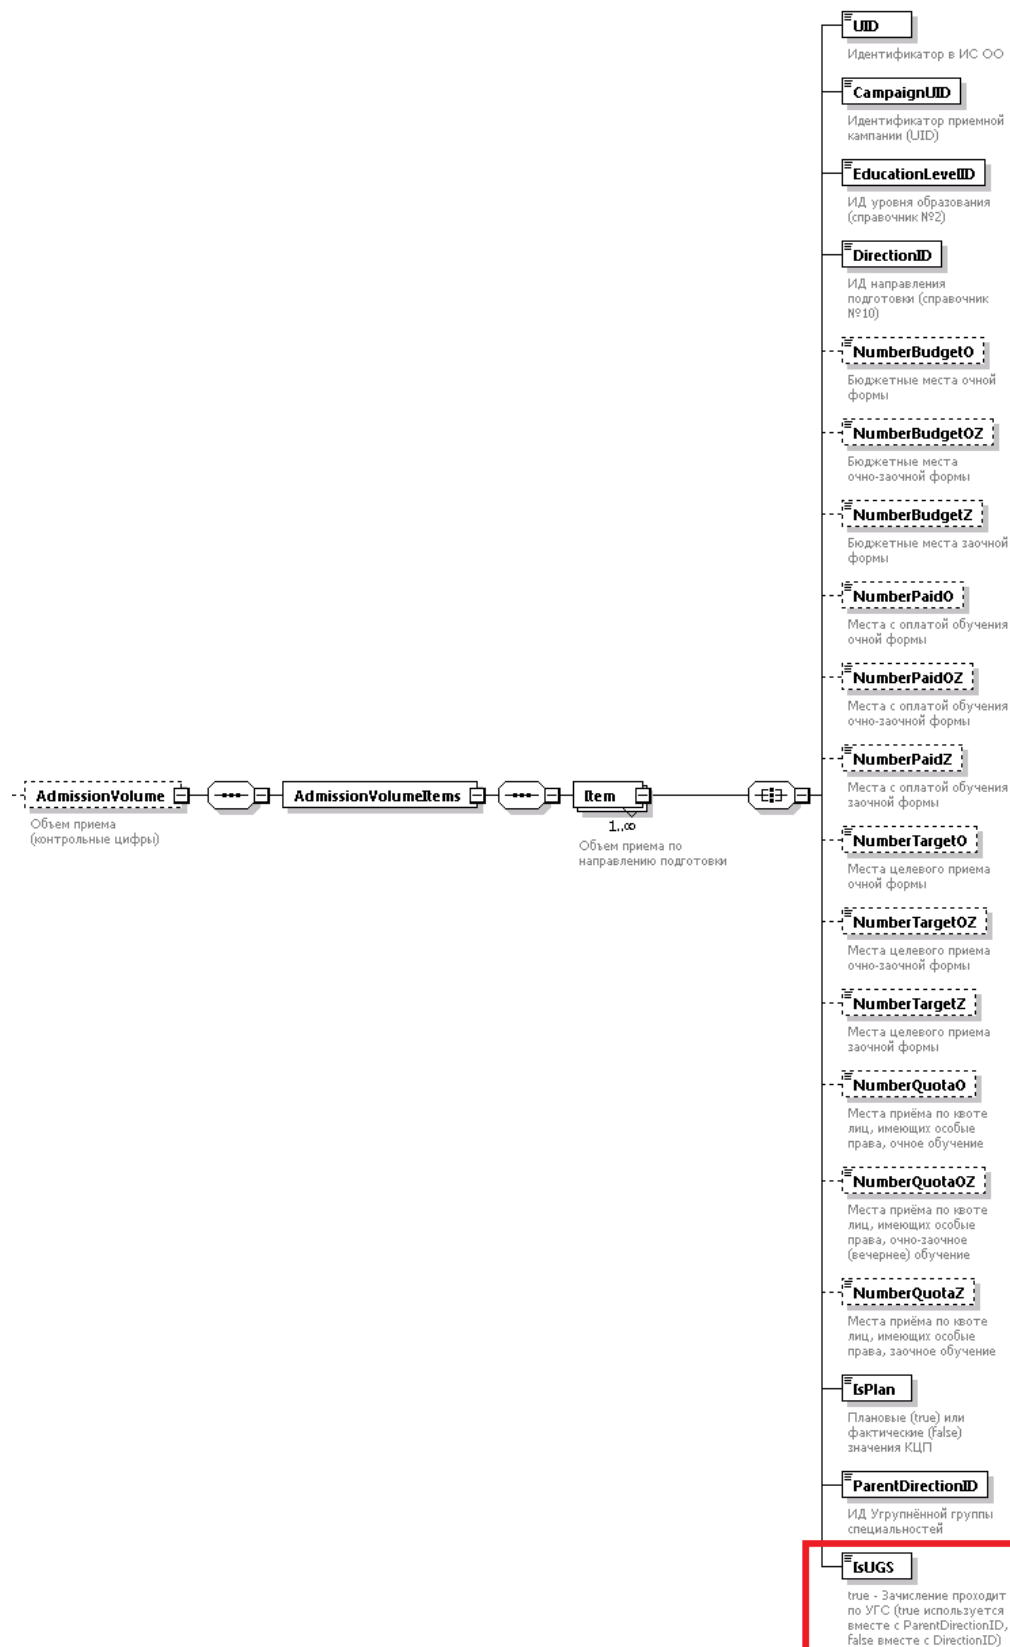 UID
Идентификатор в ИС ОО
CampaignUID
Идентификатор приемной
кампании (UID)
EducationLevelID
ИД уровня образования
(справочник №2)
DirectionID
ИД направления
подготовки (справочник
№10)
NumberBudgetO
Бюджетные места очной
формы
NumberBudgetOZ
Бюджетные места
очно-заочной формы
NumberBudgetZ
Бюджетные места заочной
формы
NumberPaidO
Места с оплатой обучения
очной формы
NumberPaidOZ
Места с оплатой обучения
очно-заочной формы
NumberPaidZ
Места с оплатой обучения
заочной формы
AdmissionVolume
Объем приема
(контрольные цифры)
AdmissionVolumeItems
Item
1..∞
Объем приема по
направлению подготовки
NumberTargetO
Места целевого приема
очной формы
NumberTargetOZ
Места целевого приема
очно-заочной формы
NumberTargetZ
Места целевого приема
заочной формы
NumberQuotaO
Места приёма по квоте
лиц, имеющих особые
права, очное обучение
NumberQuotaOZ
Места приёма по квоте
лиц, имеющих особые
права, очно-заочное
(вечернее) обучение
NumberQuotaZ
Места приёма по квоте
лиц, имеющих особые
права, заочное обучение
IsPlan
Плановые (true) или
фактические (false)
значения КЦП
ParentDirectionID
ИД Угрупнённой группы
специальностей
IsUGS
true - Зачисление проходит
по УГС (true используется
вместе с ParentDirectionID,
false вместе с DirectionID)